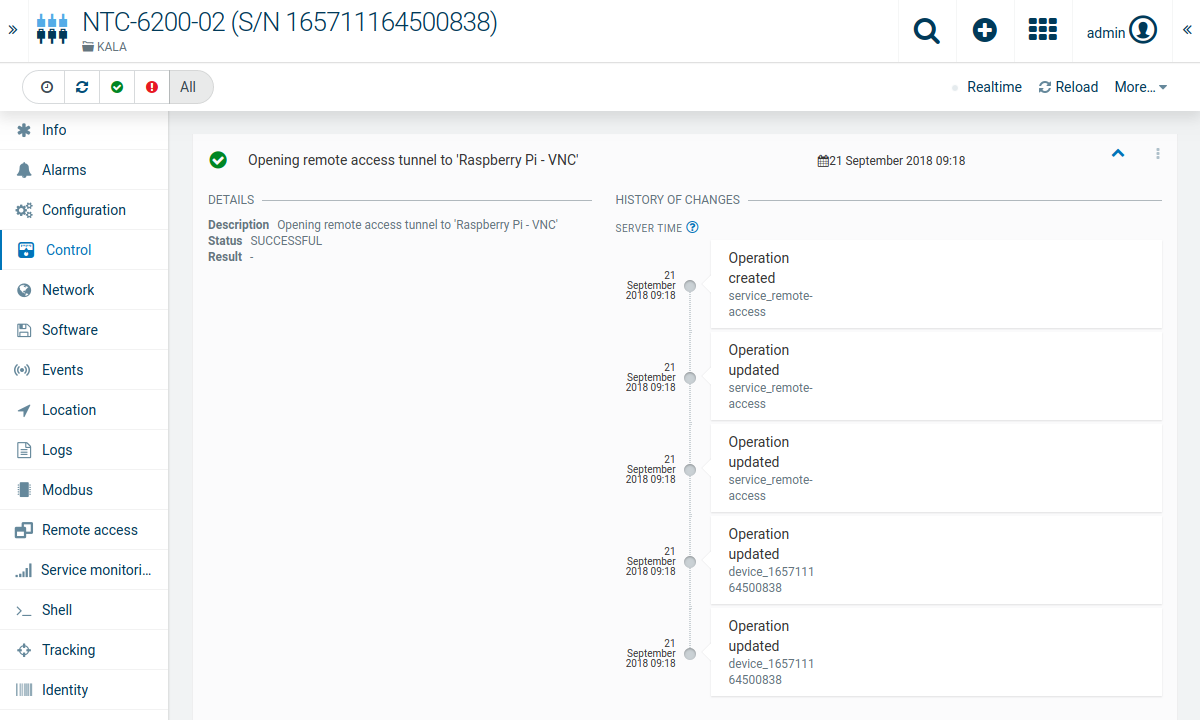 NTC-6200-02 (S/N 165711164500838)
KALA
admin
All
Realtime
Reload
More...
Info
Alarms
Configuration
Control
Network
Software
Events
Location
Logs
Modbus
Remote access
Service monitori...
Shell
Tracking
Identity
Opening remote access tunnel to 'Raspberry Pi - VNC'
21 September 2018 09:18
DETAILS
Description Opening remote access tunnel to 'Raspberry Pi - VNC'
Status SUCCESSFUL
Result -
HISTORY OF CHANGES
SERVER TIME
21
September
2018 09:18
Operation
created
service_remote-
access
21
September
2018 09:18
Operation
updated
service_remote-
access
21
September
2018 09:18
Operation
updated
service_remote-
access
21
September
2018 09:18
Operation
updated
device_1657111
64500838
21
September
2018 09:18
Operation
updated
device_1657111
64500838